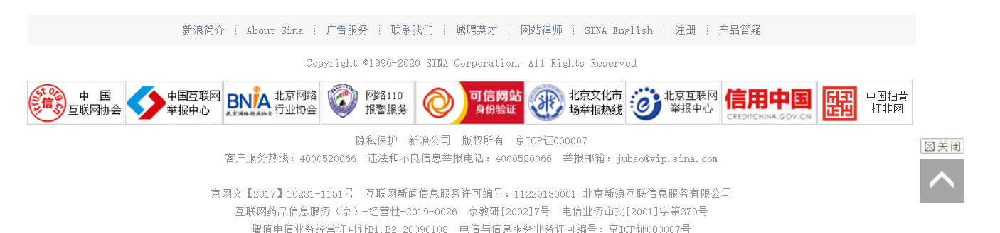 新浪简介 ┊ About Sina ┊ 广告服务 ┊ 联系我们 ┊ 诚聘英才 ┊ 网站律师 ┊ SINA English ┊ 注册 ┊ 产品答疑
Copyright ©1996-2020 SINA Corporation, All Rights Reserved
itrust.org.cn 信
中 国
互联网协会
中国互联网
举报中心
BNIA
北京网络行业协会
北京网络
行业协会
110
网络110
报警服务
可信网站
身份验证
北京文化市
场举报热线
北京互联网
举报中心
信用中国
CREDITCHINA.GOV.CN
中国扫黄
打非网
隐私保护 新浪公司 版权所有 京ICP证000007
客户服务热线：4000520066 违法和不良信息举报电话：4000520066 举报邮箱：jubao@vip.sina.com
关闭
京网文【2017】10231-1151号 互联网新闻信息服务许可编号：11220180001 北京新浪互联信息服务有限公司
互联网药品信息服务（京）-经营性-2019-0026 京教研[2002]7号 电信业务审批[2001]字第379号
增值电信业务经营许可证B1.B2-20090108 电信与信息服务业务许可编号：京ICP证000007号